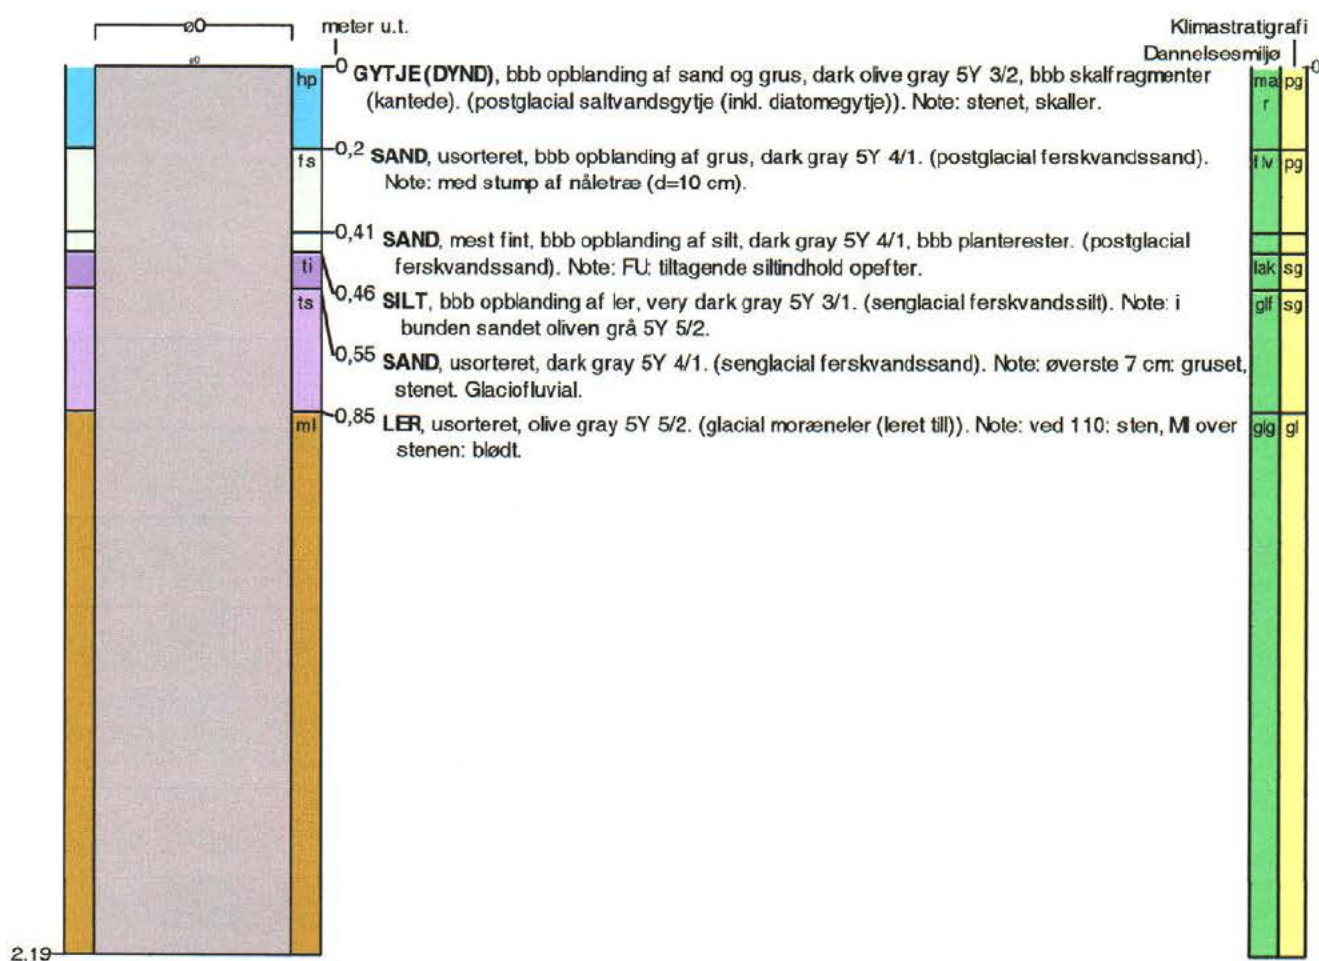 ø0
meter u.t.
Klimastratigrafi
Dannelsesmiljø
ø0
0 GYTJE (DYND), bbb opblanding af sand og grus, dark olive gray 5Y 3/2, bbb skalfragmenter
(kantede). (postglacial saltvandsgytje (inkl. diatomegytje)). Note: stenet, skaller.
hp
ma
r
pg
0
0,2 SAND, usorteret, bbb opblanding af grus, dark gray 5Y 4/1. (postglacial ferskvandssand).
Note: med stump af nåletræ (d=10 cm).
fs
flv
pg
0,41 SAND, mest fint, bbb opblanding af silt, dark gray 5Y 4/1, bbb planterester. (postglacial
ferskvandssand). Note: FU: tiltagende siltindhold opefter.
ti
lak
sg
0,46 SILT, bbb opblanding af ler, very dark gray 5Y 3/1. (senglacial ferskvandssilt). Note: i
bunden sandet oliven grå 5Y 5/2.
ts
glf
sg
0,55 SAND, usorteret, dark gray 5Y 4/1. (senglacial ferskvandssand). Note: øverste 7 cm: gruset,
stenet. Glaciofluvial.
0,85 LER, usorteret, olive gray 5Y 5/2. (glacial moræneler (leret till)). Note: ved 110: sten, Ml over
stenen: blødt.
ml
glg
gl
2,19